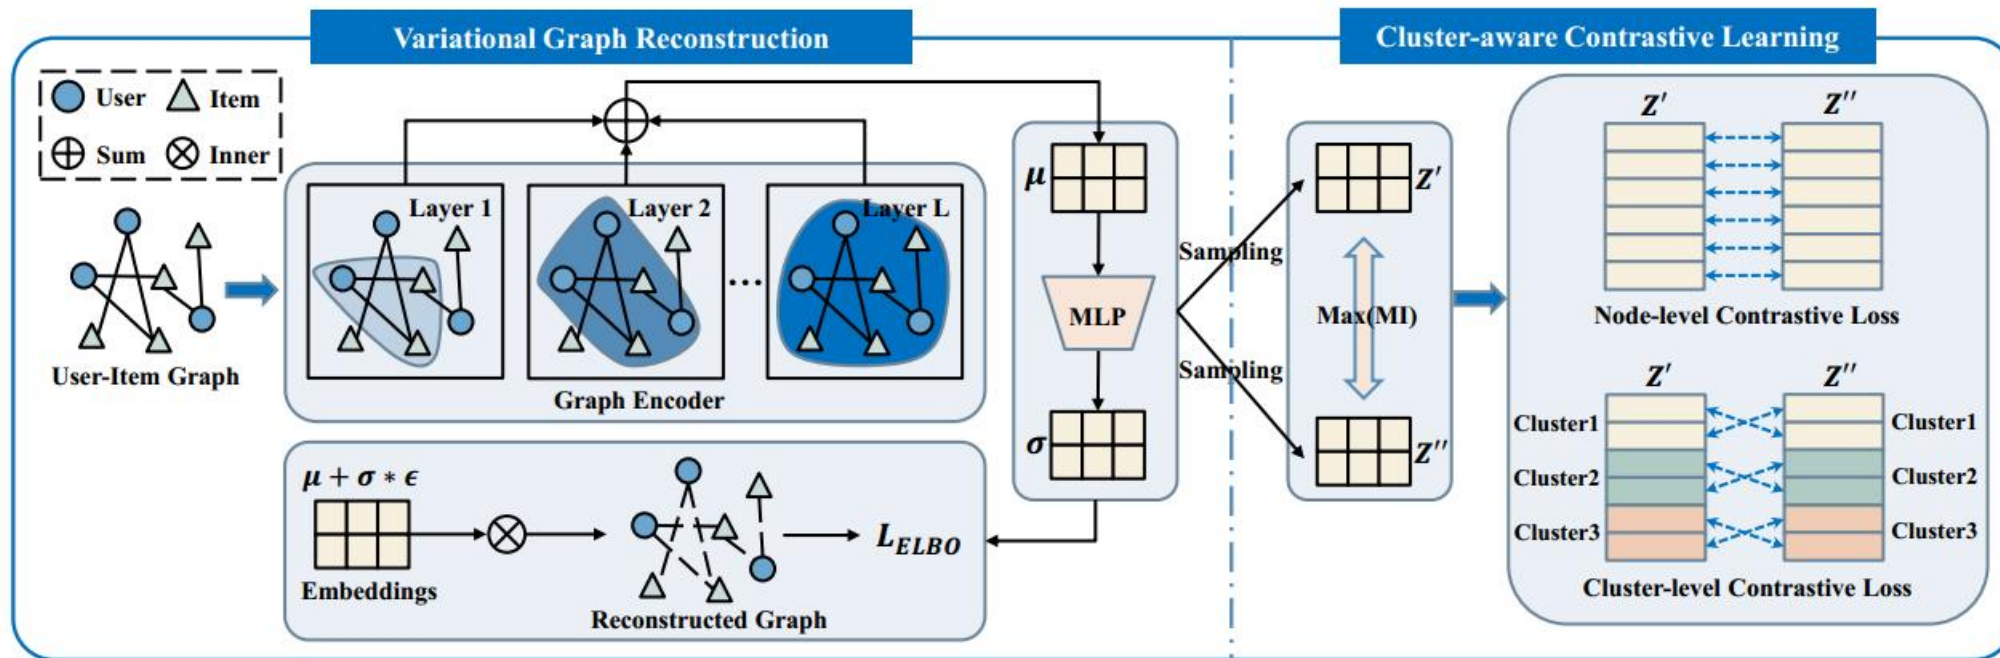 Variational Graph Reconstruction
Cluster-aware Contrastive Learning
User
Item
Sum
Inner
User-Item Graph
Layer 1
Layer 2
...
Layer L
Graph Encoder
μ
MLP
σ
μ + σ * ϵ
Embeddings
Reconstructed Graph
L_{ELBO}
Sampling
Sampling
Z′
Max(MI)
Z′′
Z′ Z′′
Node-level Contrastive Loss
Z′ Z′′
Cluster1 Cluster1
Cluster2 Cluster2
Cluster3 Cluster3
Cluster-level Contrastive Loss